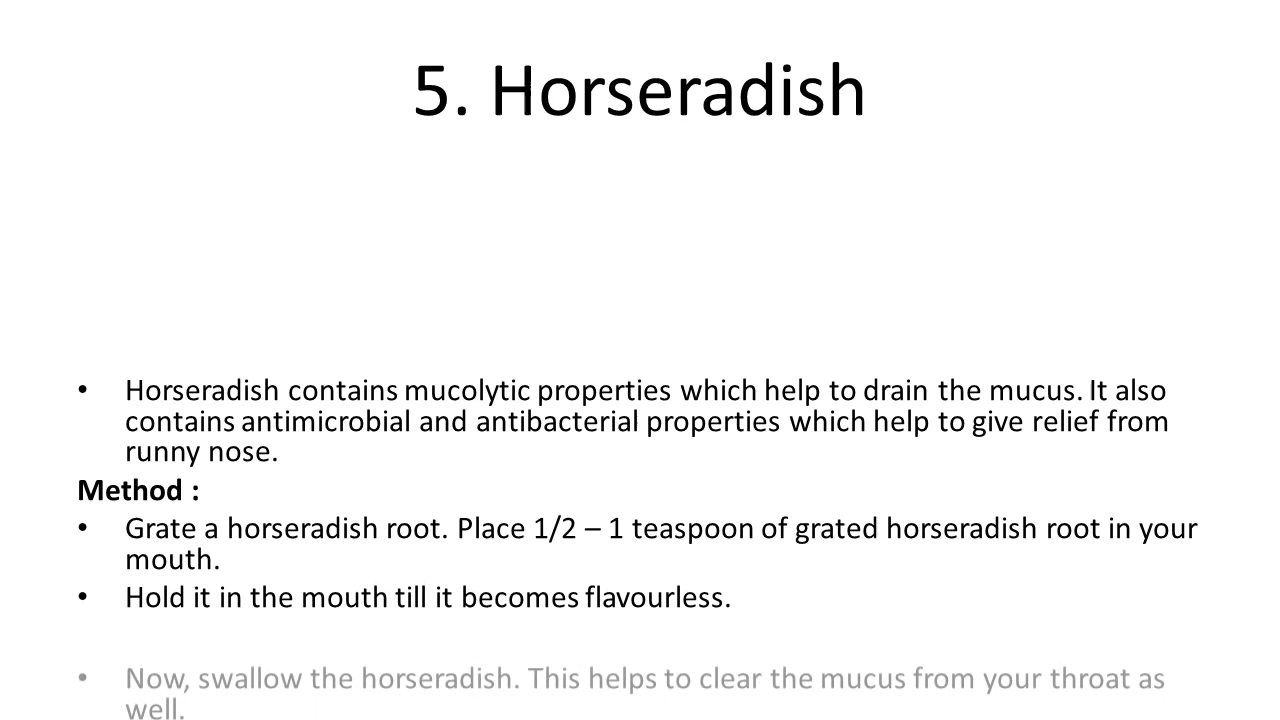 5. Horseradish
• Horseradish contains mucolytic properties which help to drain the mucus. It also
contains antimicrobial and antibacterial properties which help to give relief from
runny nose.
Method :
• Grate a horseradish root. Place 1/2 – 1 teaspoon of grated horseradish root in your
mouth.
• Hold it in the mouth till it becomes flavourless.
• Now, swallow the horseradish. This helps to clear the mucus from your throat as
well.